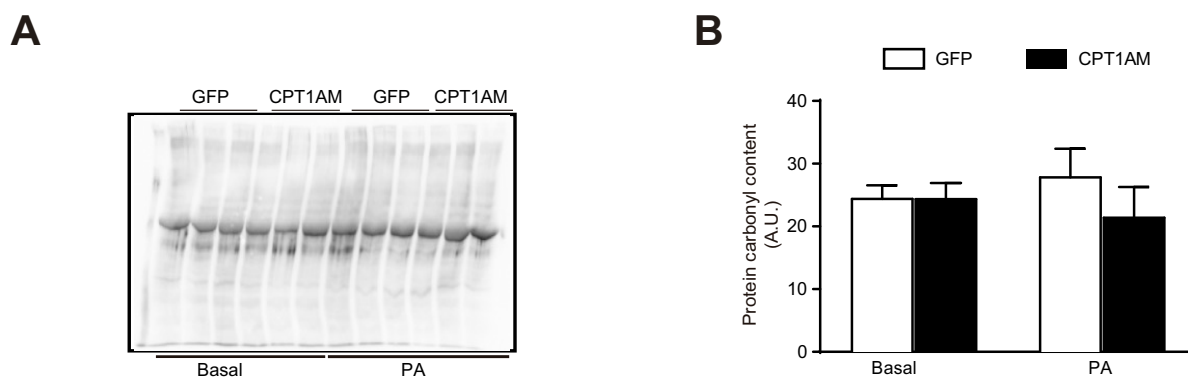 A
GFP CPT1AM GFP CPT1AM
Basal PA
B
GFP CPT1AM
Protein carbonyl content
(A.U.)
40
30
20
10
0
Basal PA